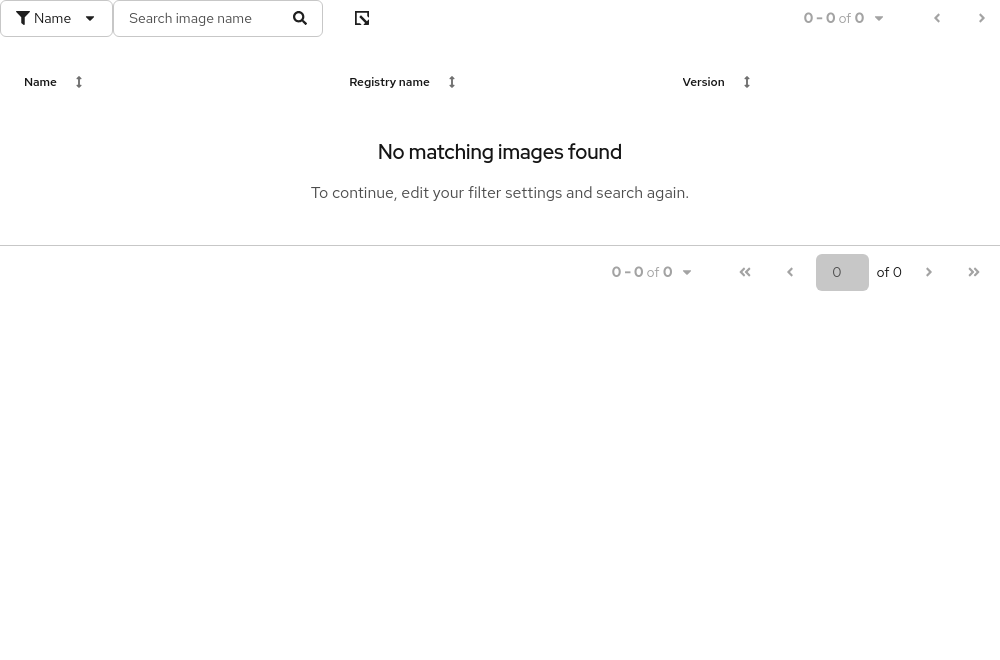 Name Search image name 0 - 0 of 0
Name Registry name Version
No matching images found
To continue, edit your filter settings and search again.
0 - 0 of 0 0 of 0